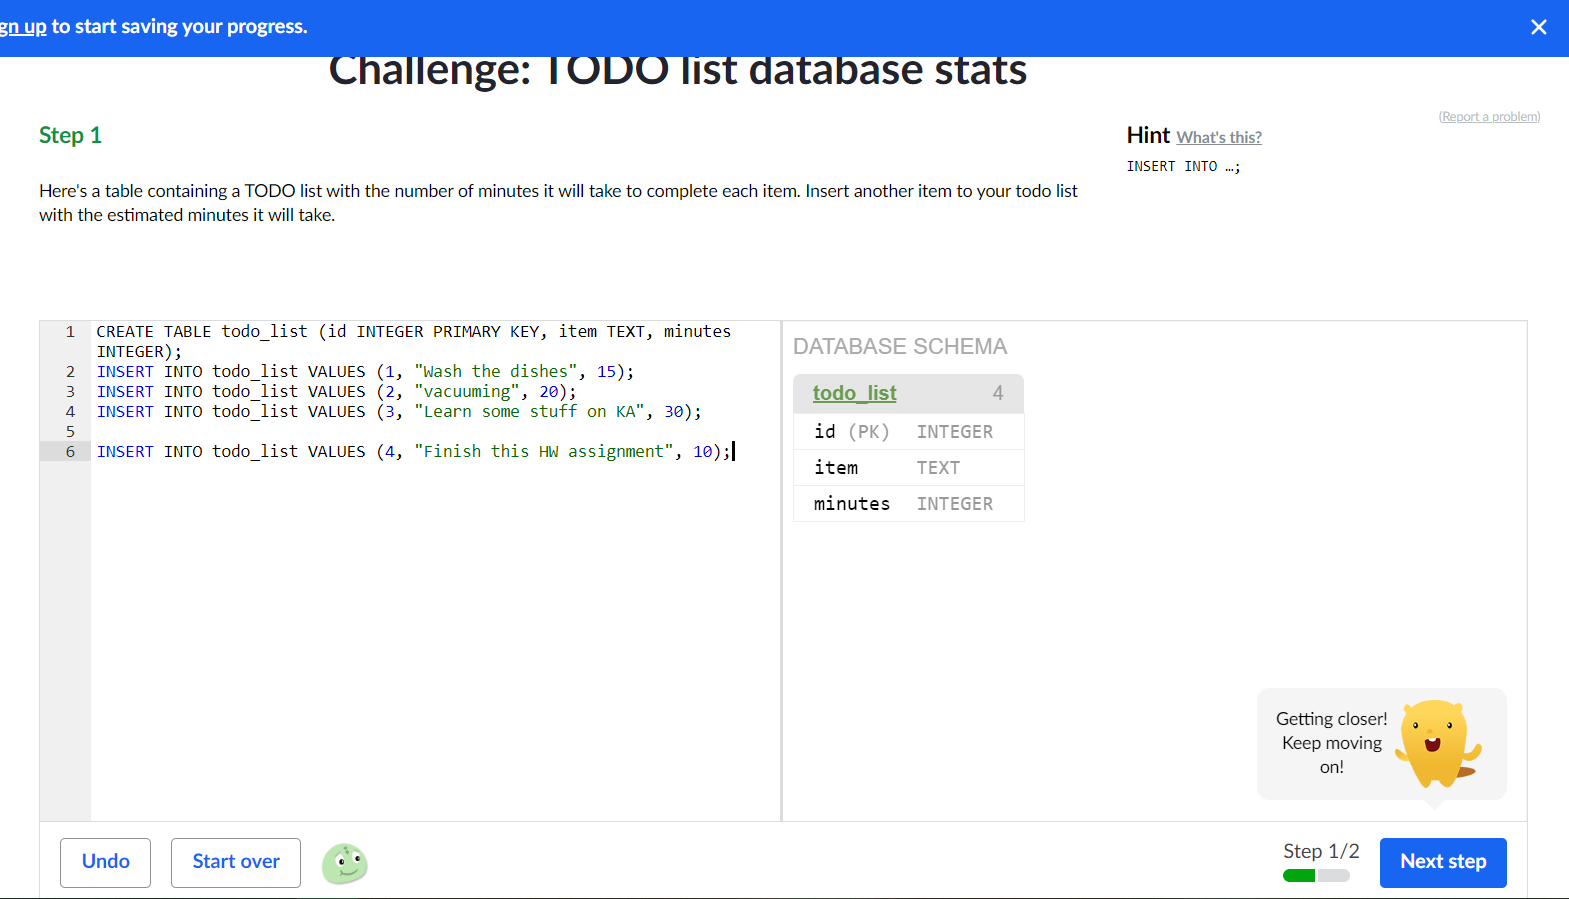 gn up to start saving your progress.
Challenge: TODO list database stats
(Report a problem)
Step 1
Hint What's this?
INSERT INTO …;
Here's a table containing a TODO list with the number of minutes it will take to complete each item. Insert another item to your todo list
with the estimated minutes it will take.
1 CREATE TABLE todo_list (id INTEGER PRIMARY KEY, item TEXT, minutes
INTEGER);
2 INSERT INTO todo_list VALUES (1, "Wash the dishes", 15);
3 INSERT INTO todo_list VALUES (2, "vacuuming", 20);
4 INSERT INTO todo_list VALUES (3, "Learn some stuff on KA", 30);
5
6 INSERT INTO todo_list VALUES (4, "Finish this HW assignment", 10);
DATABASE SCHEMA
todo_list 4
id (PK) INTEGER
item TEXT
minutes INTEGER
Getting closer!
Keep moving
on!
Undo
Start over
Step 1/2
Next step